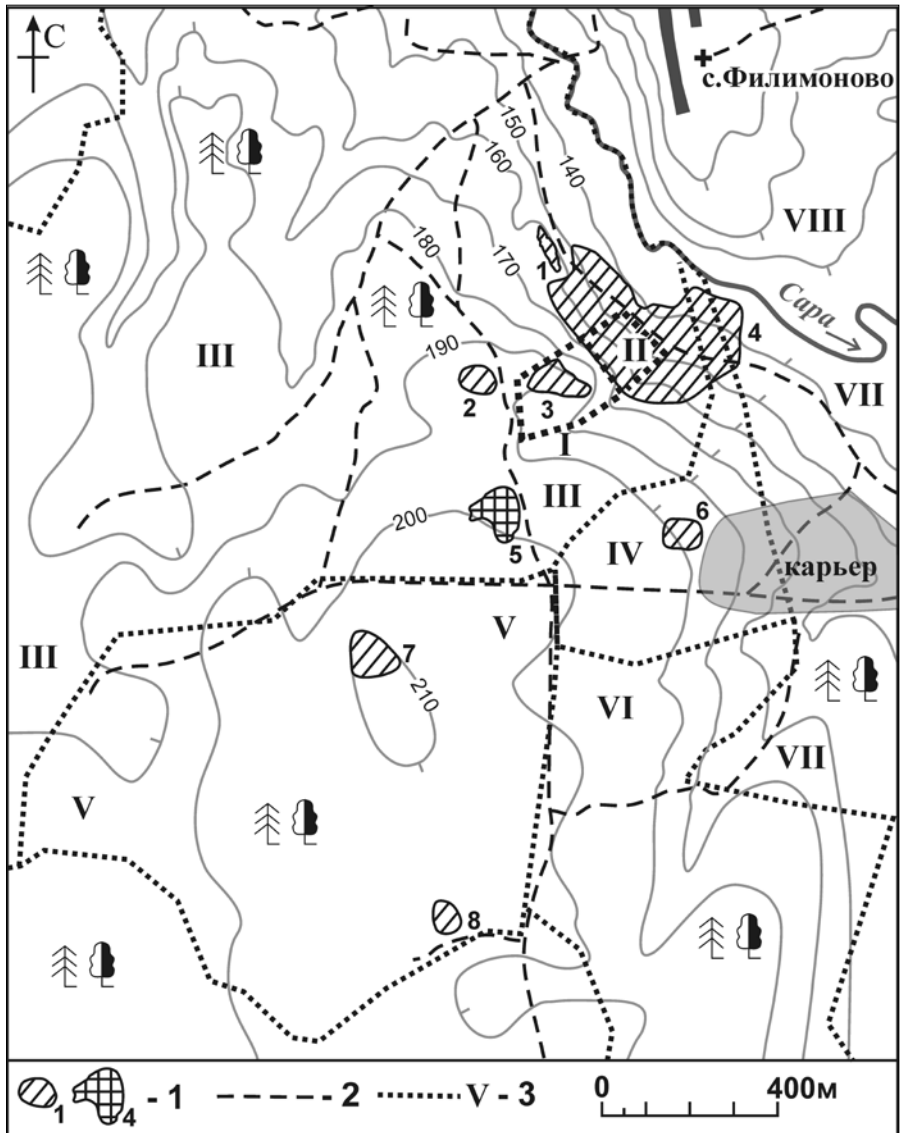 С
с.Филимоново
150
140
160
VIII
180
170
1
Сара
III
190
II
4
VII
2
3
I
III
200
6
5
IV
карьер
V
III
7
210
VI
VII
V
8
1 4 - 1 - 2 V - 3 0 400м